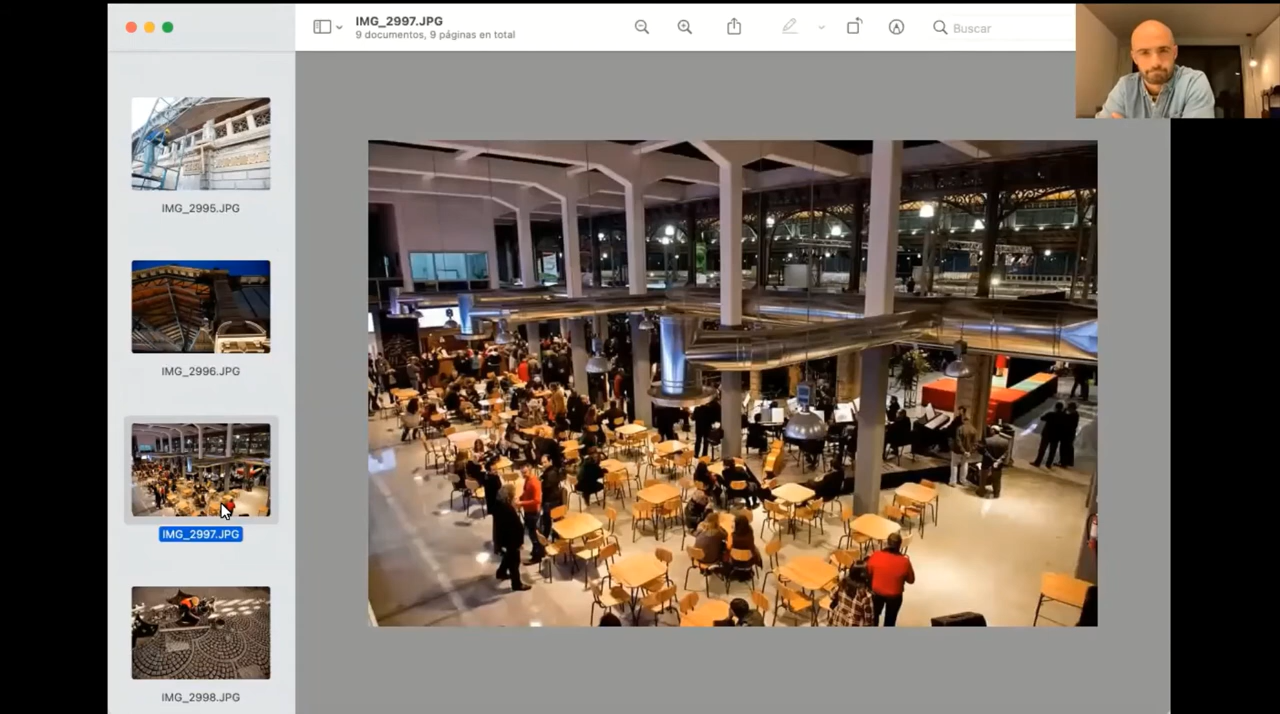 IMG_2997.JPG
9 documentos, 9 páginas en total
Buscar
IMG_2995.JPG
IMG_2996.JPG
IMG_2997.JPG
IMG_2998.JPG